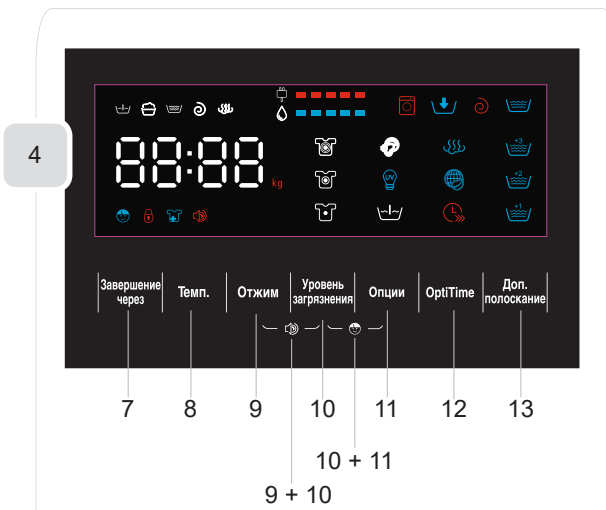 4
88:88
kg
UV
+3
+2
+1
Завершение
через
Темп.
Отжим
Уровень
загрязнения
Опции
OptiTime
Доп.
полоскание
7 8 9 10 11 12 13
10 + 11
9 + 10